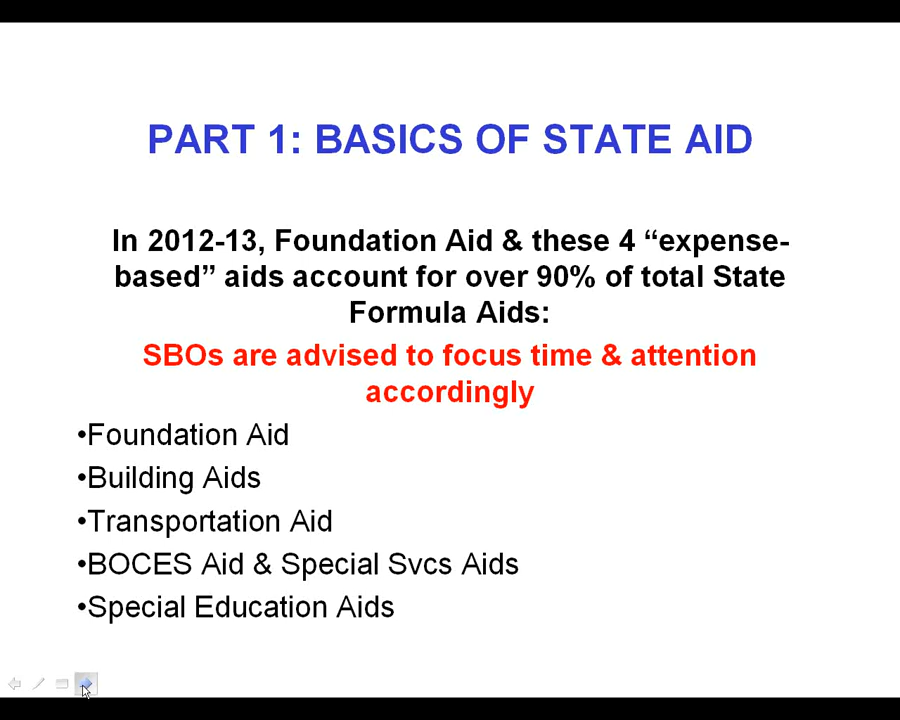 PART 1: BASICS OF STATE AID
In 2012-13, Foundation Aid & these 4 “expense-
based” aids account for over 90% of total State
Formula Aids:
SBOs are advised to focus time & attention
accordingly
•Foundation Aid
•Building Aids
•Transportation Aid
•BOCES Aid & Special Svcs Aids
•Special Education Aids